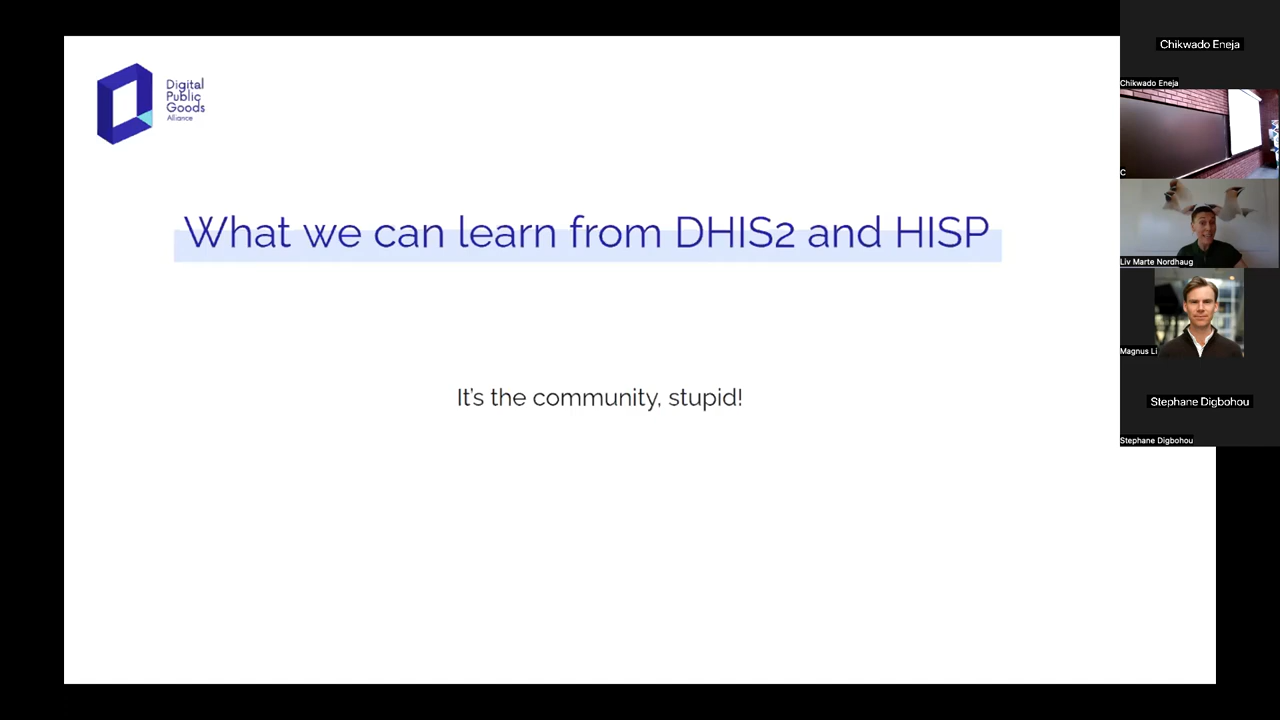 Digital
Public
Goods
Alliance
What we can learn from DHIS2 and HISP
It's the community, stupid!
Chikwado Eneja
Chikwado Eneja
C
Liv Marte Nordhaug
Magnus Li
Stephane Digbohou
Stephane Digbohou